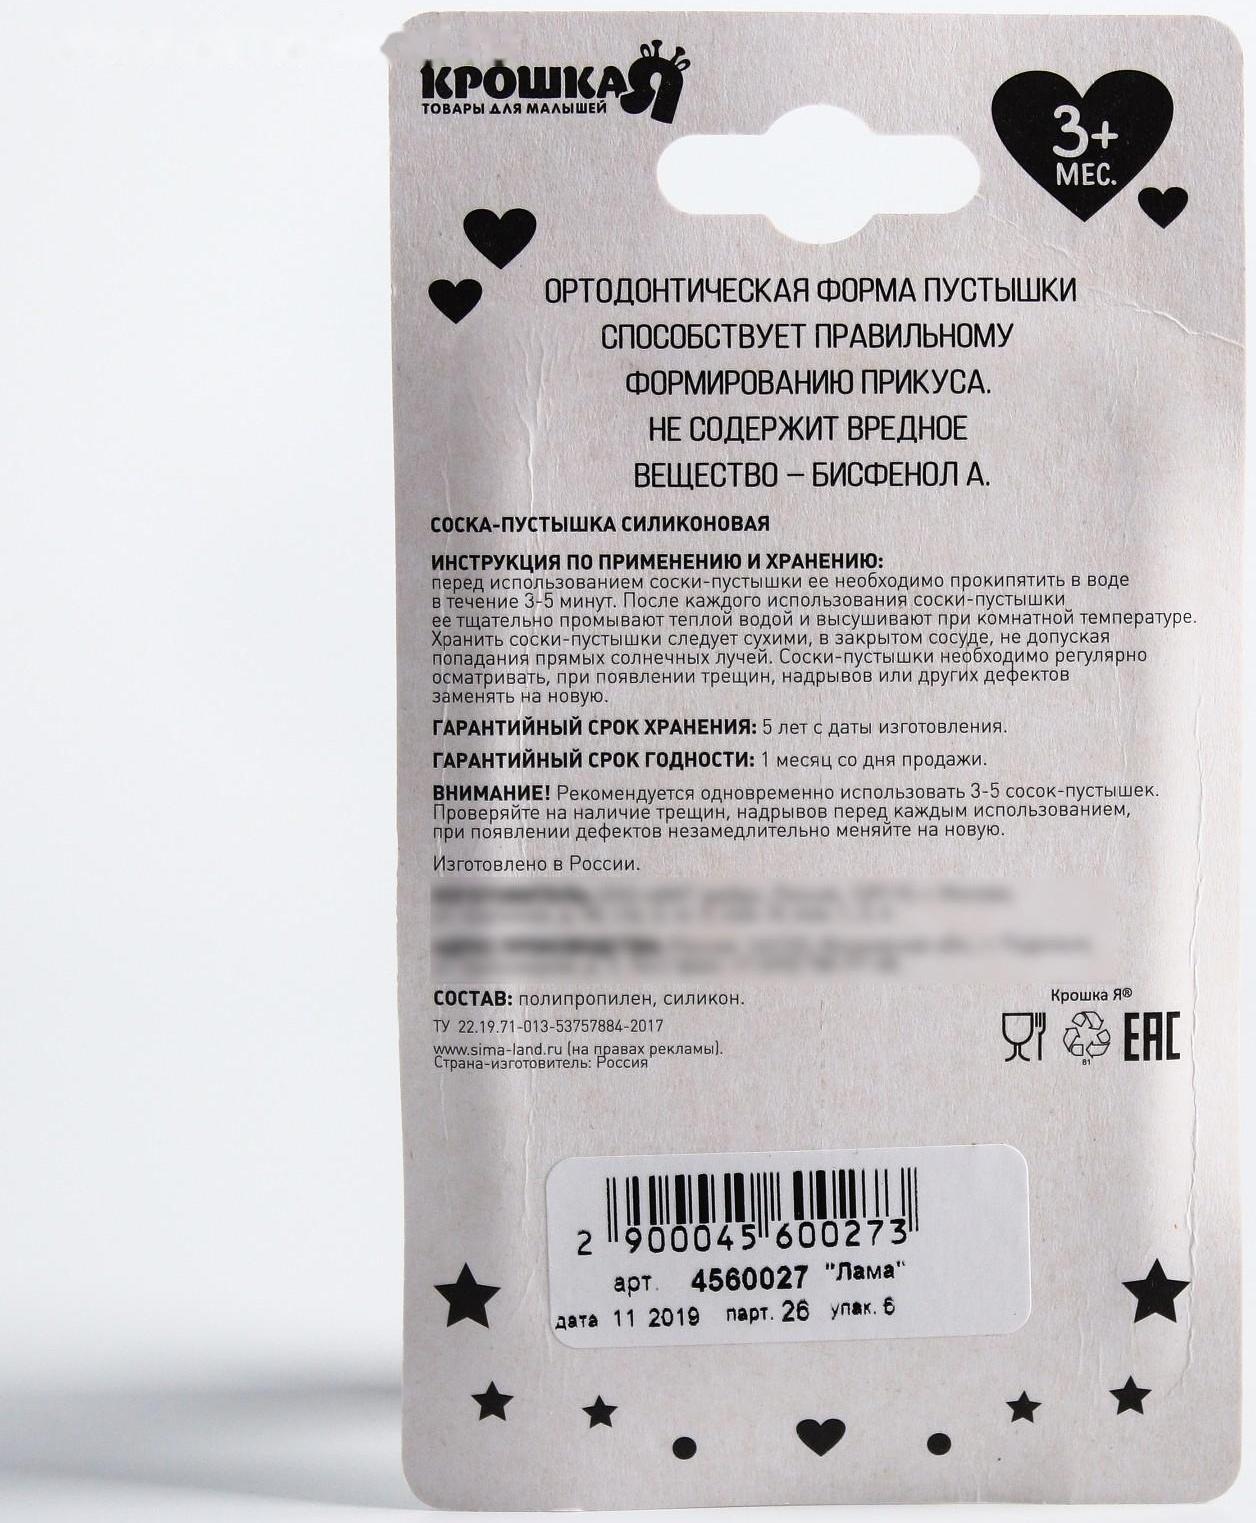 КРОШКА Я
ТОВАРЫ ДЛЯ МАЛЫШЕЙ
3+
МЕС.
ОРТОДОНТИЧЕСКАЯ ФОРМА ПУСТЫШКИ
СПОСОБСТВУЕТ ПРАВИЛЬНОМУ
ФОРМИРОВАНИЮ ПРИКУСА.
НЕ СОДЕРЖИТ ВРЕДНОЕ
ВЕЩЕСТВО – БИСФЕНОЛ А.
СОСКА-ПУСТЫШКА СИЛИКОНОВАЯ
ИНСТРУКЦИЯ ПО ПРИМЕНЕНИЮ И ХРАНЕНИЮ:
перед использованием соски-пустышки ее необходимо прокипятить в воде
в течение 3-5 минут. После каждого использования соски-пустышки
ее тщательно промывают теплой водой и высушивают при комнатной температуре.
Хранить соски-пустышки следует сухими, в закрытом сосуде, не допуская
попадания прямых солнечных лучей. Соски-пустышки необходимо регулярно
осматривать, при появлении трещин, надрывов или других дефектов
заменять на новую.
ГАРАНТИЙНЫЙ СРОК ХРАНЕНИЯ: 5 лет с даты изготовления.
ГАРАНТИЙНЫЙ СРОК ГОДНОСТИ: 1 месяц со дня продажи.
ВНИМАНИЕ! Рекомендуется одновременно использовать 3-5 сосок-пустышек.
Проверяйте на наличие трещин, надрывов перед каждым использованием,
при появлении дефектов незамедлительно меняйте на новую.
Изготовлено в России.
СОСТАВ: полипропилен, силикон.
ТУ 22.19.71-013-53757884-2017
www.sima-land.ru (на правах рекламы).
Страна-изготовитель: Россия
Крошка Я®
81
EAC
2 900045 600273
арт. 4560027 "Лама"
дата 11 2019 парт. 26 упак. 6